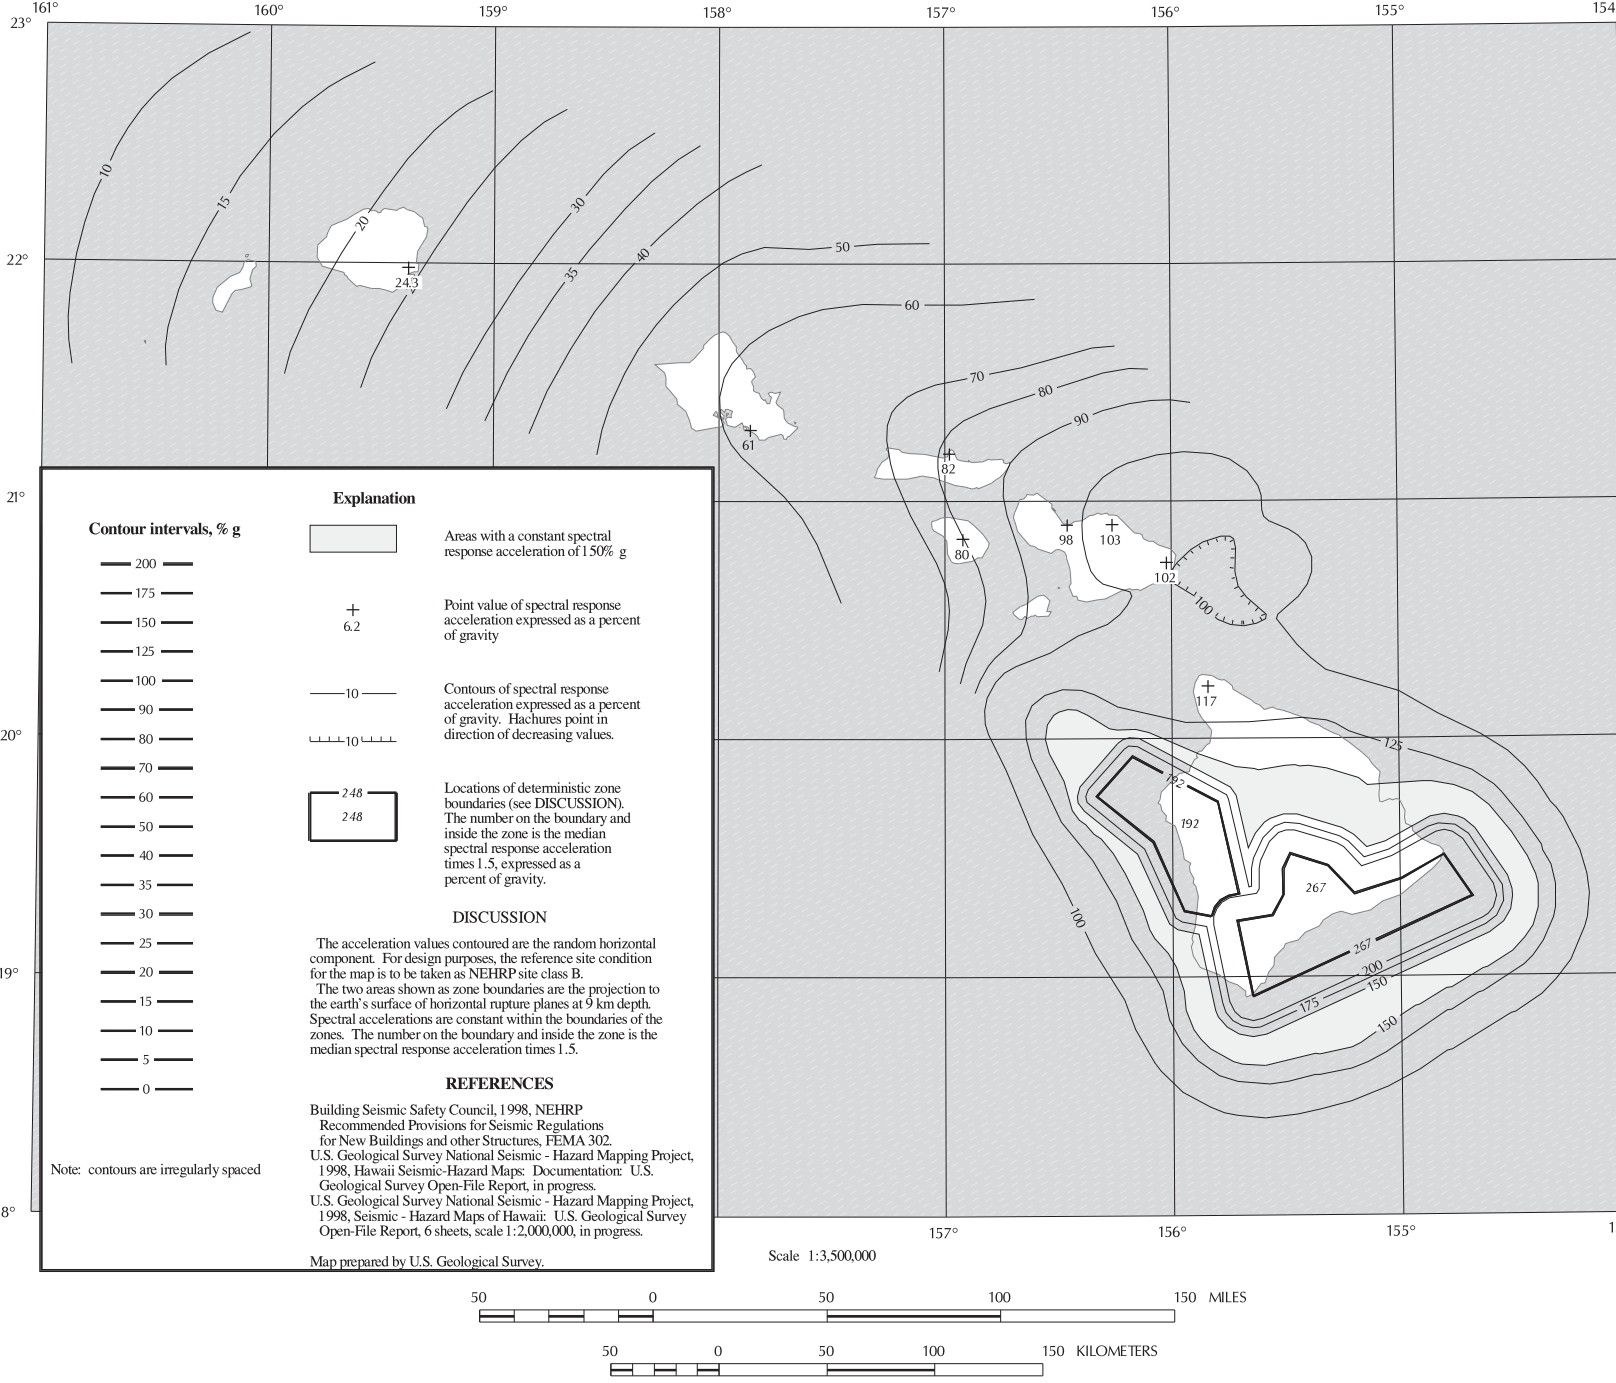 161°
160°
159°
158°
157°
156°
155°
154
23°
10
15
20
30
35
40
50
60
70
80
90
22°
24.3
61
82
80
98
103
102
100
117
125
21°
20°
19°
8°
192
192
267
267
200
150
175
150
100
Explanation
Contour intervals, % g
200
175
150
125
100
90
80
70
60
50
40
35
30
25
20
15
10
5
0
Note: contours are irregularly spaced
Areas with a constant spectral
response acceleration of 150% g
6.2
Point value of spectral response
acceleration expressed as a percent
of gravity
10
10
Contours of spectral response
acceleration expressed as a percent
of gravity. Hachures point in
direction of decreasing values.
248
248
Locations of deterministic zone
boundaries (see DISCUSSION).
The number on the boundary and
inside the zone is the median
spectral response acceleration
times 1.5, expressed as a
percent of gravity.
DISCUSSION
The acceleration values contoured are the random horizontal
component. For design purposes, the reference site condition
for the map is to be taken as NEHRP site class B.
The two areas shown as zone boundaries are the projection to
the earth's surface of horizontal rupture planes at 9 km depth.
Spectral accelerations are constant within the boundaries of the
zones. The number on the boundary and inside the zone is the
median spectral response acceleration times 1.5.
REFERENCES
Building Seismic Safety Council, 1998, NEHRP
Recommended Provisions for Seismic Regulations
for New Buildings and other Structures, FEMA 302.
U.S. Geological Survey National Seismic - Hazard Mapping Project,
1998, Hawaii Seismic-Hazard Maps: Documentation: U.S.
Geological Survey Open-File Report, in progress.
U.S. Geological Survey National Seismic - Hazard Mapping Project,
1998, Seismic - Hazard Maps of Hawaii: U.S. Geological Survey
Open-File Report, 6 sheets, scale 1:2,000,000, in progress.
Map prepared by U.S. Geological Survey.
157°
156°
155°
Scale 1:3,500,000
50 0 50 100 150 MILES
50 0 50 100 150 KILOMETERS